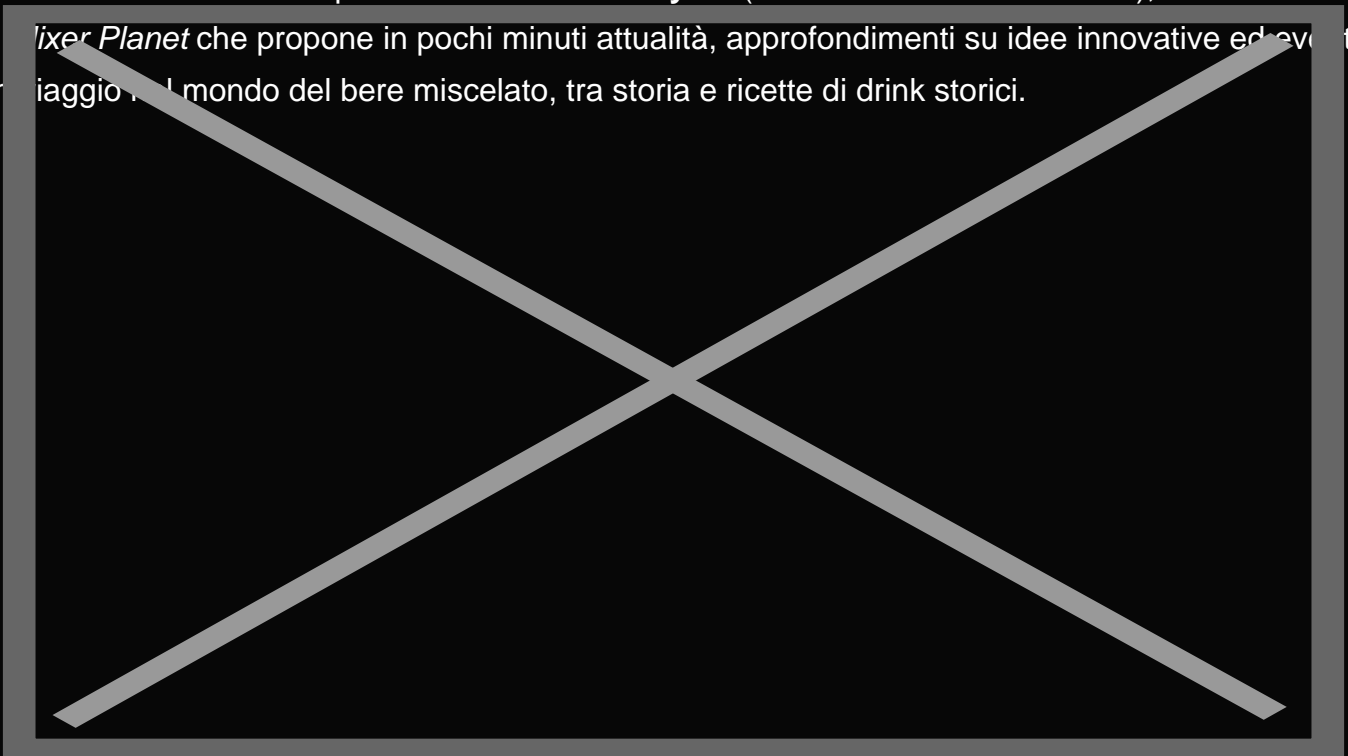 Planet che propone in pochi minuti attualità, approfondimenti su idee innovative ed
mondo del bere miscelato, tra storia e ricette di drink storici.